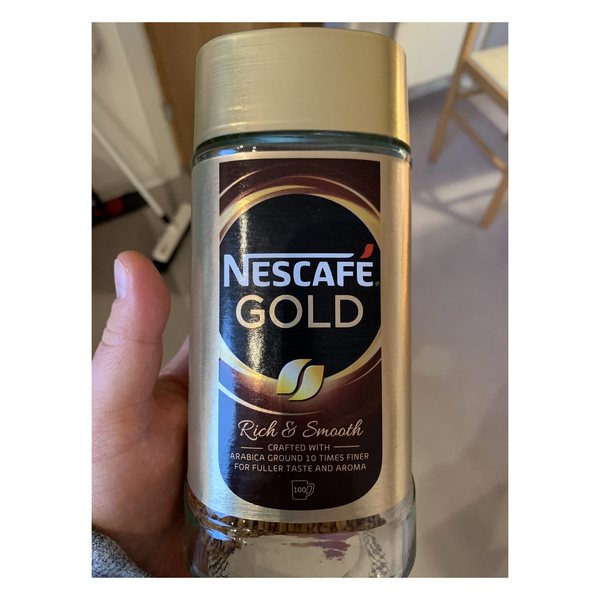 NESCAFÉ®
GOLD
Rich & Smooth
CRAFTED WITH
ARABICA GROUND 10 TIMES FINER
FOR FULLER TASTE AND AROMA
100